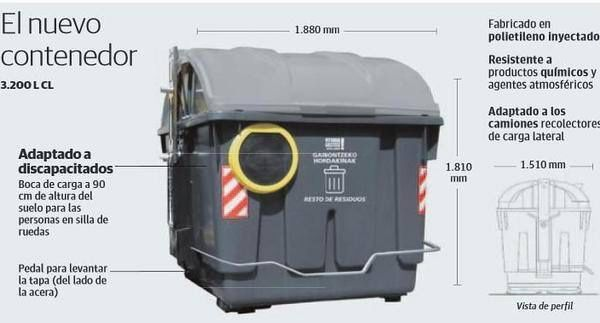 El nuevo
contenedor
3.200 L CL
1.880 mm
Fabricado en
polietileno inyectado
Resistente a
productos químicos y
agentes atmosféricos
Adaptado a los
camiones recolectores
de carga lateral
Adaptado a
discapacitados
Boca de carga a 90
cm de altura del
suelo para las
personas en silla de
ruedas
Pedal para levantar
la tapa (del lado de
la acera)
GAINONTZEKO
HONDAKINAK
RESTO DE RESIDUOS
1.810
mm
1.510 mm
Vista de perfil